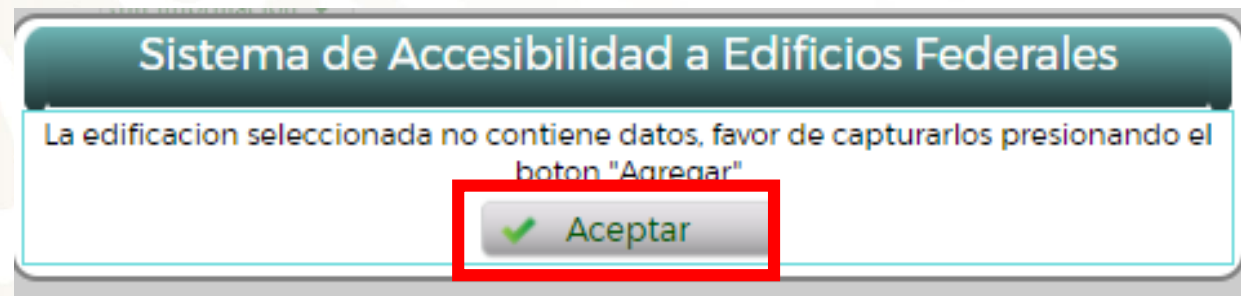 Sistema de Accesibilidad a Edificios Federales
La edificacion seleccionada no contiene datos, favor de capturarlos presionando el
boton "Agregar"
Aceptar